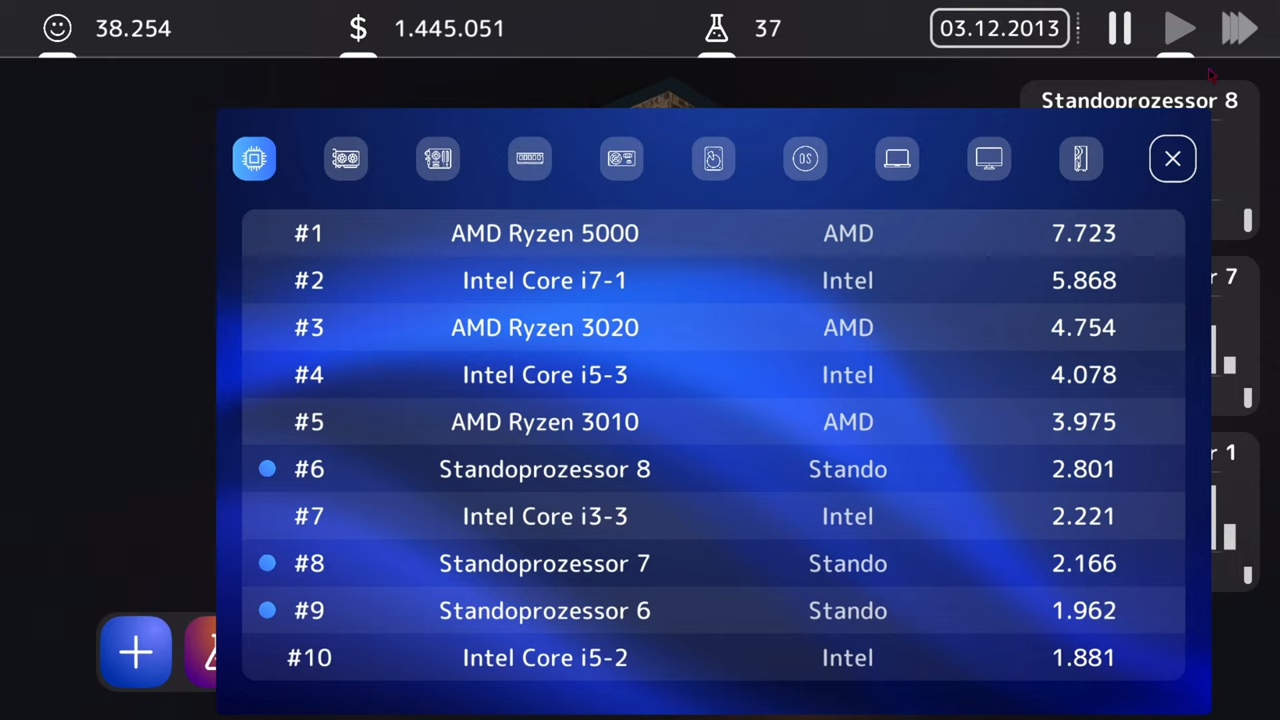 38.254 $ 1.445.051 37 03.12.2013
Standoprozessor 8
OS
#1 AMD Ryzen 5000 AMD 7.723
#2 Intel Core i7-1 Intel 5.868
#3 AMD Ryzen 3020 AMD 4.754
#4 Intel Core i5-3 Intel 4.078
#5 AMD Ryzen 3010 AMD 3.975
#6 Standoprozessor 8 Stando 2.801
#7 Intel Core i3-3 Intel 2.221
#8 Standoprozessor 7 Stando 2.166
#9 Standoprozessor 6 Stando 1.962
#10 Intel Core i5-2 Intel 1.881
r 7
r 1